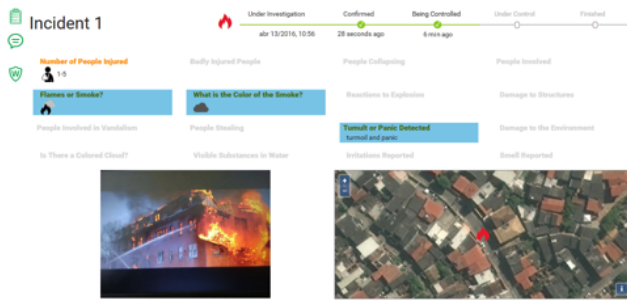 Incident 1
Under Investigation
Confirmed
Being Controlled
Under Control
Finished
abr 13/2016, 10:56
28 seconds ago
6 min ago
Number of People Injured
Badly Injured People
People Collapsing
People Involved
1-5
Flames or Smoke?
What is the Color of the Smoke?
Reactions to Explosion
Damage to Structures
People Involved in Vandalism
People Stealing
Tumult or Panic Detected
turmoil and panic
Damage to the Environment
Is There a Colored Cloud?
Visible Substances in Water
Irritations Reported
Smell Reported